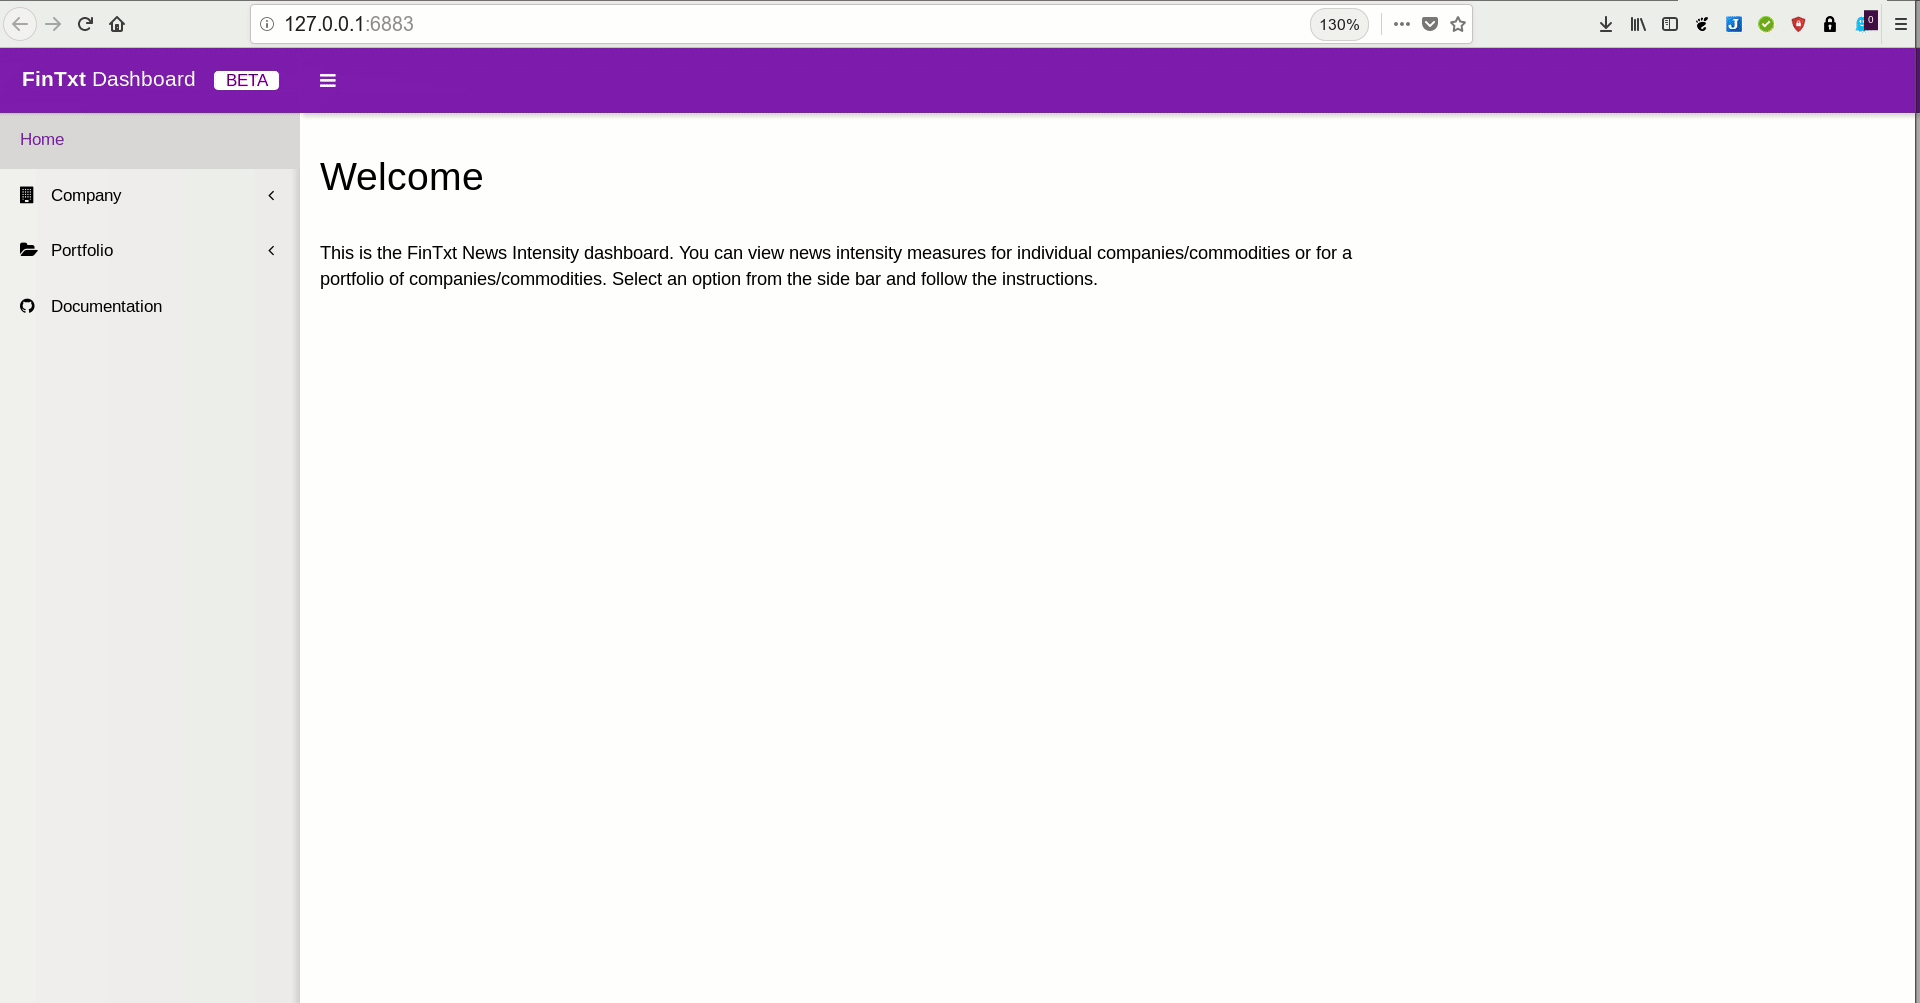 127.0.0.1:6883
130%
0
FinTxt Dashboard BETA
Home
Company
Portfolio
Documentation
Welcome
This is the FinTxt News Intensity dashboard. You can view news intensity measures for individual companies/commodities or for a
portfolio of companies/commodities. Select an option from the side bar and follow the instructions.